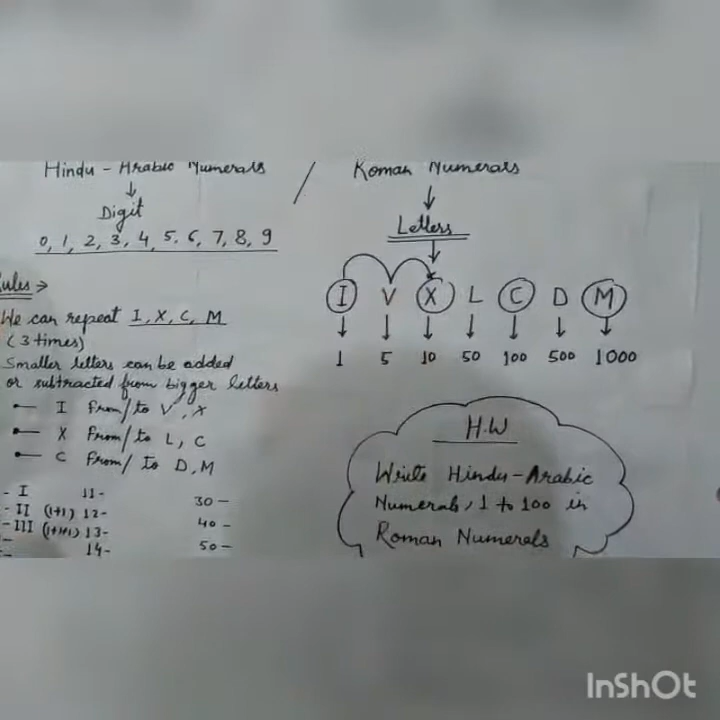 Hindu - Arabic Numerals / Roman Numerals
Digit
0, 1, 2, 3, 4, 5, 6, 7, 8, 9
Letters
I V X L C D M
1 5 10 50 100 500 1000
Rules →
We can repeat I, X, C, M
(3 times)
Smaller letters can be added
or subtracted from bigger letters
I From/to V, X
X From/to L, C
C From/to D, M
- I 11- 30 -
- II (1+1) 12- 40 -
- III (1+1+1) 13- 50 -
14-
H.W
Write Hindu-Arabic
Numerals, 1 to 100 in
Roman Numerels
InShOt